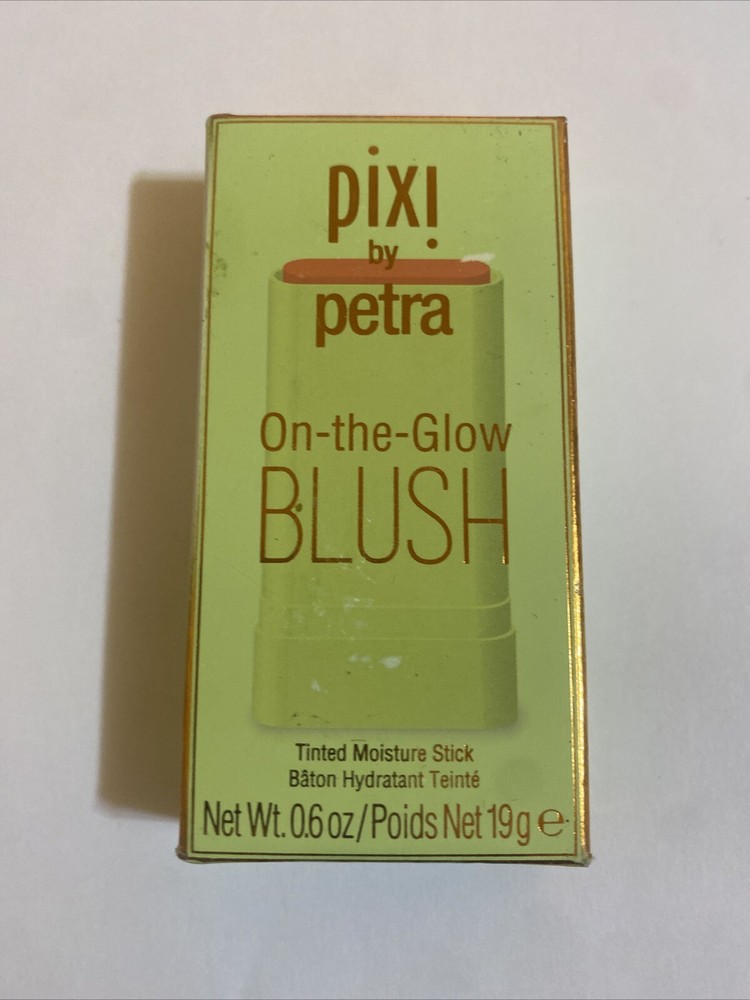 pixi
by
petra
On-the-Glow
BLUSH
Tinted Moisture Stick
Bâton Hydratant Teinté
Net Wt. 0.6 oz/Poids Net 19g ℮